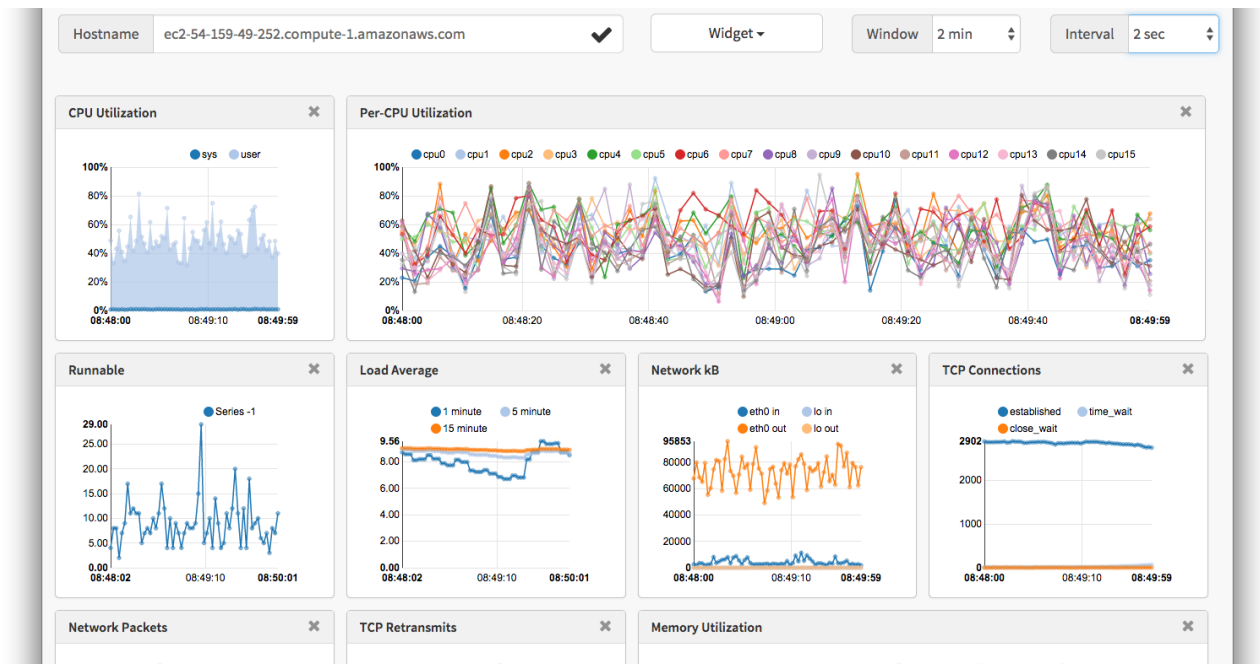 Hostname ec2-54-159-49-252.compute-1.amazonaws.com Widget Window 2 min Interval 2 sec
CPU Utilization
sys user
100%
80%
60%
40%
20%
0%
08:48:00 08:49:10 08:49:59
Per-CPU Utilization
cpu0 cpu1 cpu2 cpu3 cpu4 cpu5 cpu6 cpu7 cpu8 cpu9 cpu10 cpu11 cpu12 cpu13 cpu14 cpu15
100%
80%
60%
40%
20%
0%
08:48:00 08:48:20 08:48:40 08:49:00 08:49:20 08:49:40 08:49:59
Runnable
Series -1
29.00
25.00
20.00
15.00
10.00
5.00
0.00
08:48:02 08:49:10 08:50:01
Load Average
1 minute 5 minute
15 minute
9.56
8.00
6.00
4.00
2.00
0.00
08:48:02 08:49:10 08:50:01
Network kB
eth0 in lo in
eth0 out lo out
95853
80000
60000
40000
20000
0
08:48:00 08:49:10 08:49:59
TCP Connections
established time_wait
close_wait
2902
2000
1000
0
08:48:00 08:49:10 08:49:59
Network Packets
TCP Retransmits
Memory Utilization